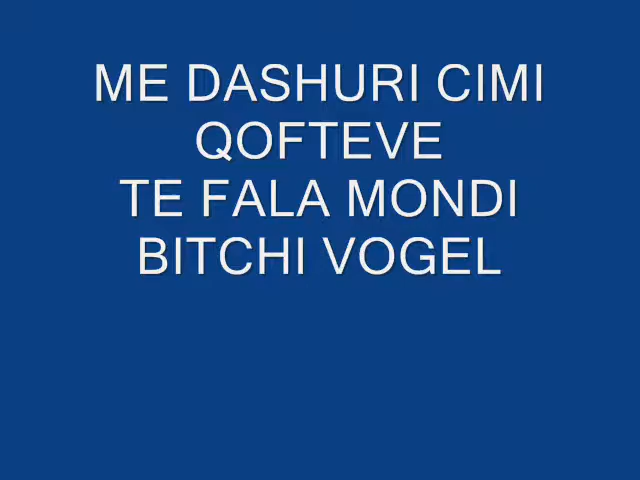 ME DASHURI CIMI
QOFTEVE
TE FALA MONDI
BITCHI VOGEL